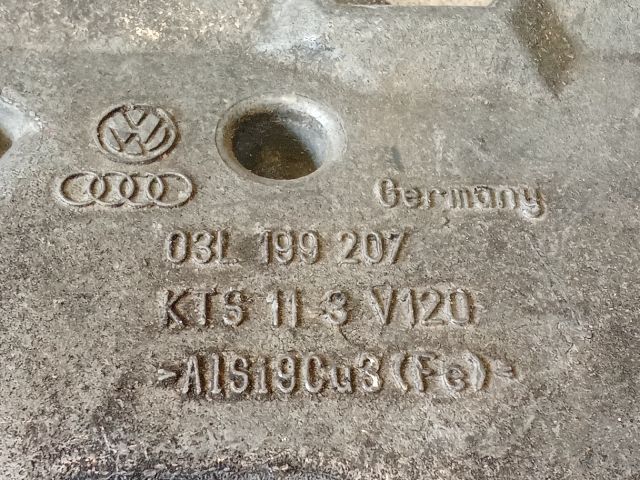 Germany
03L 199 207
KTS 11 3 V120
>AlSi9Cu3(Fe)<